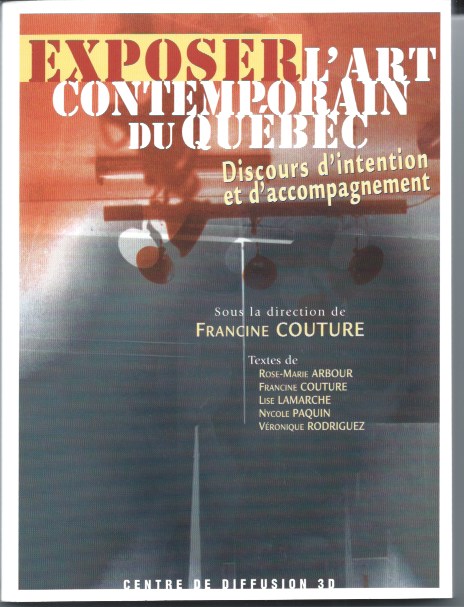 EXPOSER L'ART
CONTEMPORAIN
DU QUÉBEC
Discours d'intention
et d'accompagnement
Sous la direction de
FRANCINE COUTURE
Textes de
ROSE-MARIE ARBOUR
FRANCINE COUTURE
LISE LAMARCHE
NYCOLE PAQUIN
VÉRONIQUE RODRIGUEZ
CENTRE DE DIFFUSION 3D